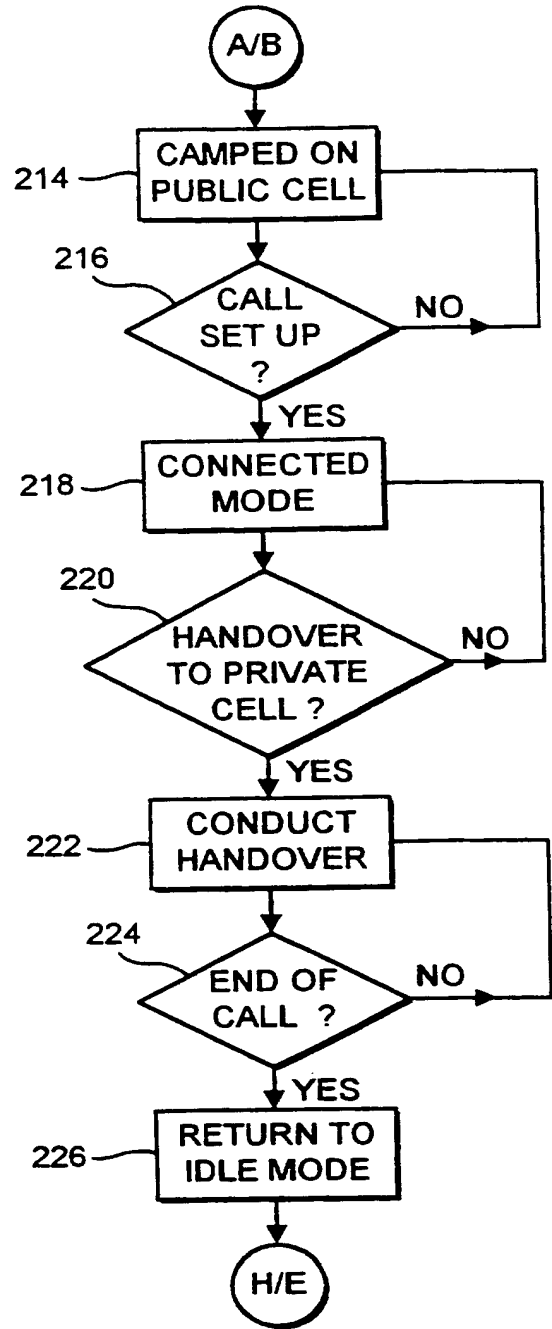 A/B
214
CAMPED ON
PUBLIC CELL
216
CALL
SET UP
?
NO
YES
218
CONNECTED
MODE
220
HANDOVER
TO PRIVATE
CELL ?
NO
YES
222
CONDUCT
HANDOVER
224
END OF
CALL ?
NO
YES
226
RETURN TO
IDLE MODE
H/E